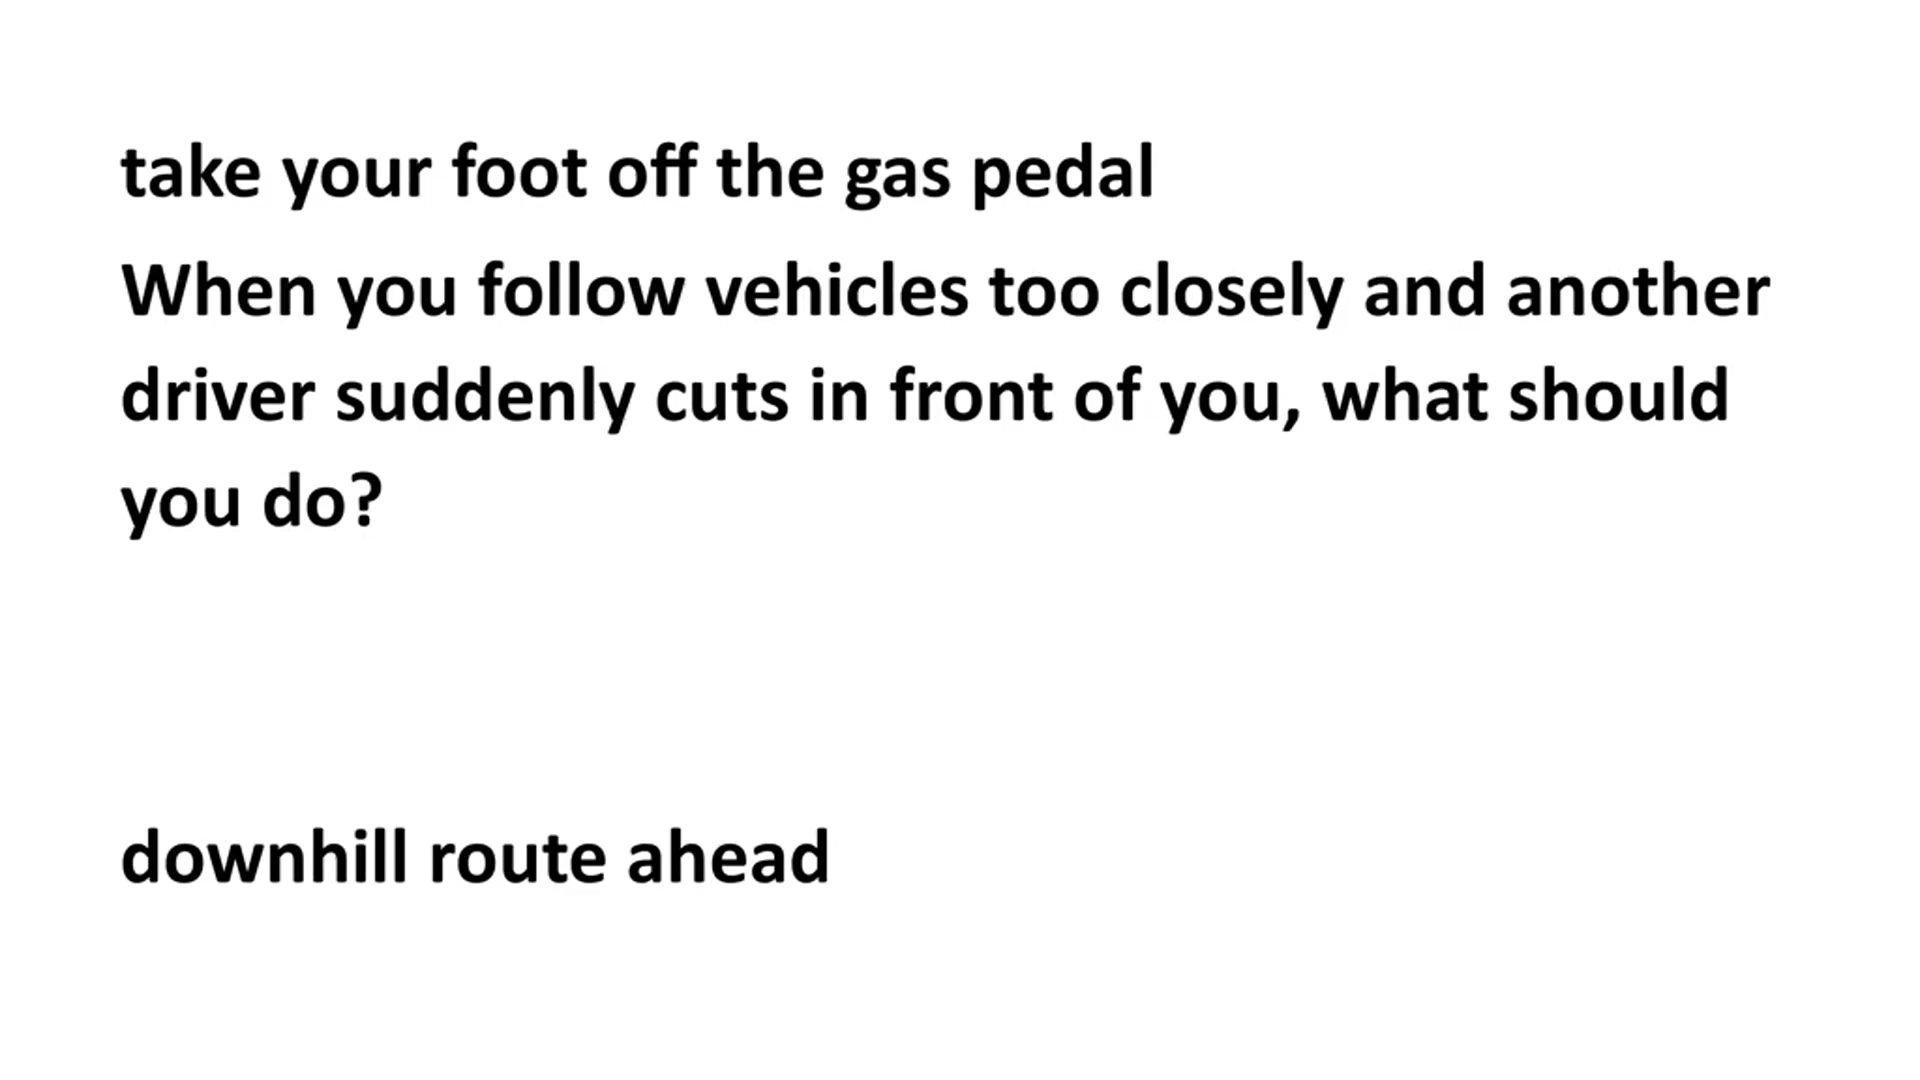 take your foot off the gas pedal
When you follow vehicles too closely and another
driver suddenly cuts in front of you, what should
you do?
downhill route ahead